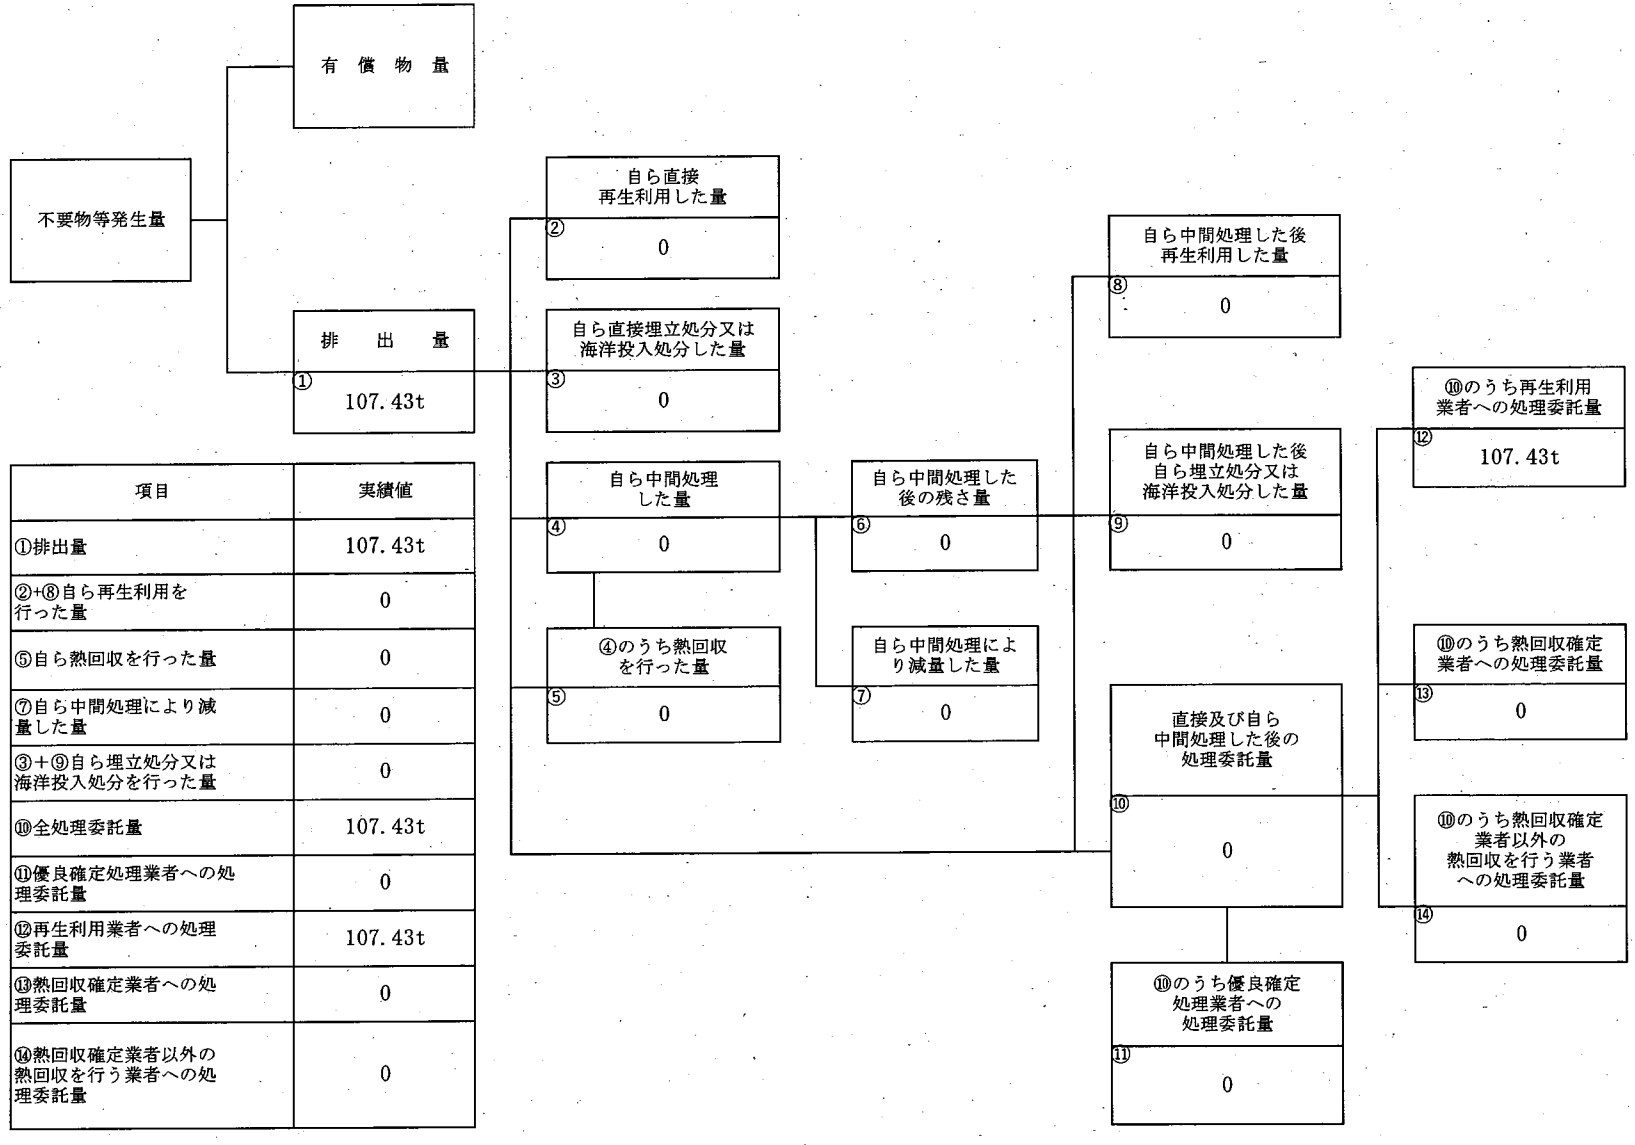 有償物量
不要物等発生量
排出量
①
107.43t
自ら直接
再生利用した量
②
0
自ら直接埋立処分又は
海洋投入処分した量
③
0
自ら中間処理
した量
④
0
④のうち熱回収
を行った量
⑤
0
自ら中間処理した
後の残さ量
⑥
0
自ら中間処理によ
り減量した量
⑦
0
自ら中間処理した後
再生利用した量
⑧
0
自ら中間処理した後
自ら埋立処分又は
海洋投入処分した量
⑨
0
直接及び自ら
中間処理した後の
処理委託量
⑩
0
⑩のうち優良確定
処理業者への
処理委託量
⑪
0
⑩のうち再生利用
業者への処理委託量
⑫
107.43t
⑩のうち熱回収確定
業者への処理委託量
⑬
0
⑩のうち熱回収確定
業者以外の
熱回収を行う業者
への処理委託量
⑭
0
項目 実績値
①排出量 107.43t
②+⑧自ら再生利用を
行った量
0
⑤自ら熱回収を行った量 0
⑦自ら中間処理により減
量した量
0
③+⑨自ら埋立処分又は
海洋投入処分を行った量
0
⑩全処理委託量 107.43t
⑪優良確定処理業者への処
理委託量
0
⑫再生利用業者への処理
委託量
107.43t
⑬熱回収確定業者への処
理委託量
0
⑭熱回収確定業者以外の
熱回収を行う業者への処
理委託量
0